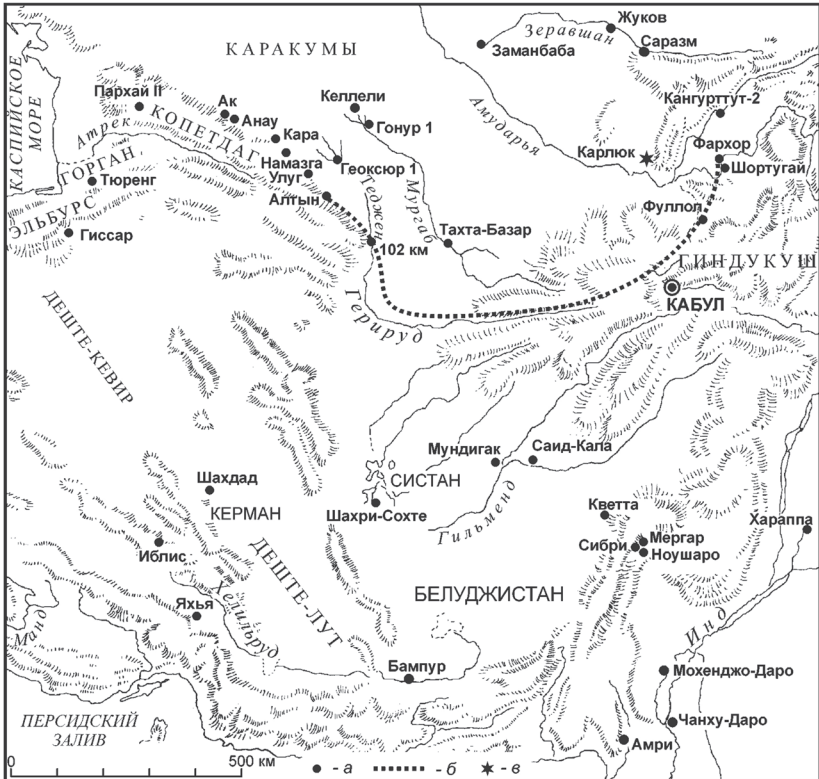 Жуков
Зеравшан
КАРАКУМЫ
Заманбаба
Саразм
КАСПИЙСКОЕ
МОРЕ
Пархай II
Ак
Анау
Келлели
Кангурттут-2
Атрек
КОПЕТДАГ
Кара
Гонур 1
Амударья
ГОРГАН
Намазга
Улуг
Геоксюр 1
Карлюк
Фархор
Шортугай
Тюренг
Алтын
Теджен
Мургаб
Фуллол
ЭЛЬБУРС
Гиссар
102 км
Тахта-Базар
ГИНДУКУШ
Герируд
КАБУЛ
ДЕШТЕ-КЕВИР
Мундигак
Саид-Кала
Шахдад
СИСТАН
КЕРМАН
Шахри-Сохте
Гильменд
Кветта
Хараппа
Иблис
ДЕШТЕ-ЛУТ
Сибри
Мергар
Ноушаро
Хелильруд
БЕЛУДЖИСТАН
Яхья
Манд
Инд
Бампур
Мохенджо-Даро
ПЕРСИДСКИЙ
ЗАЛИВ
Чанху-Даро
Амри
0
500 км
- а
- б
- в